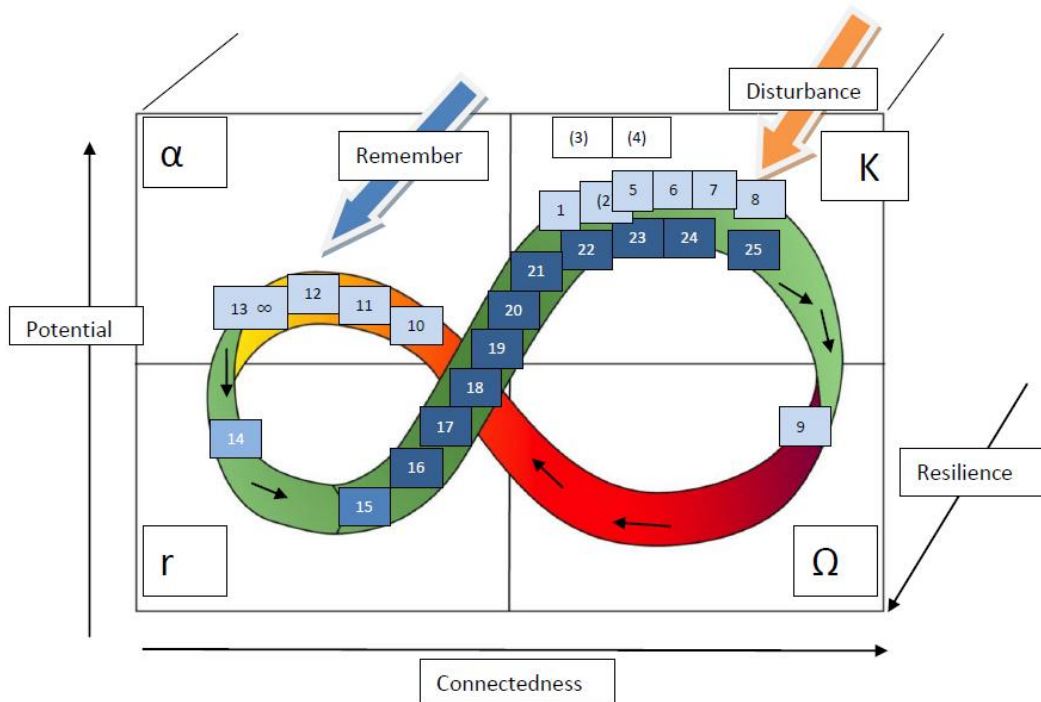 Disturbance
α
Remember
(3)
(4)
K
5
6
7
8
1
(2
23
24
25
22
21
12
13 ∞
11
20
10
Potential
19
18
17
14
9
16
Resilience
15
r
Ω
Connectedness